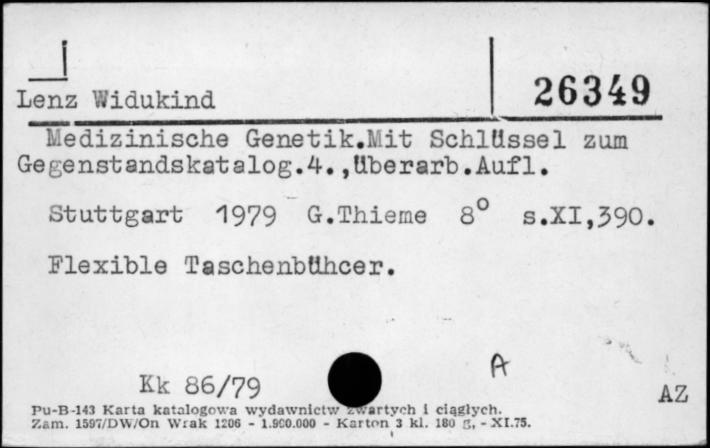 Lenz Widukind
26349
Medizinische Genetik.Mit Schlüssel zum
Gegenstandskatalog.4.,überarb.Aufl.
Stuttgart 1979 G.Thieme 8° s.XI,390.
Flexible Taschenbühcer.
A
Kk 86/79
AZ
Pu-B-143 Karta katalogowa wydawnictw zwartych i ciągłych.
Zam. 1597/DW/On Wrak 1206 - 1.900.000 - Karton 3 kl. 180 g, - XI.75.